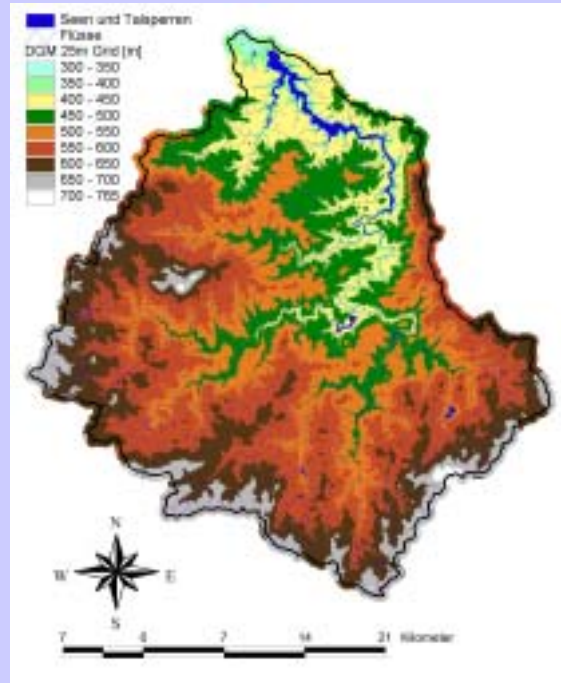 Seen und Talsperren
Flüsse
DGM 25m Grid [m]
300 - 350
350 - 400
400 - 450
450 - 500
500 - 550
550 - 600
600 - 650
650 - 700
700 - 765
N
W E
S
7 0 7 14 21 Kilometer